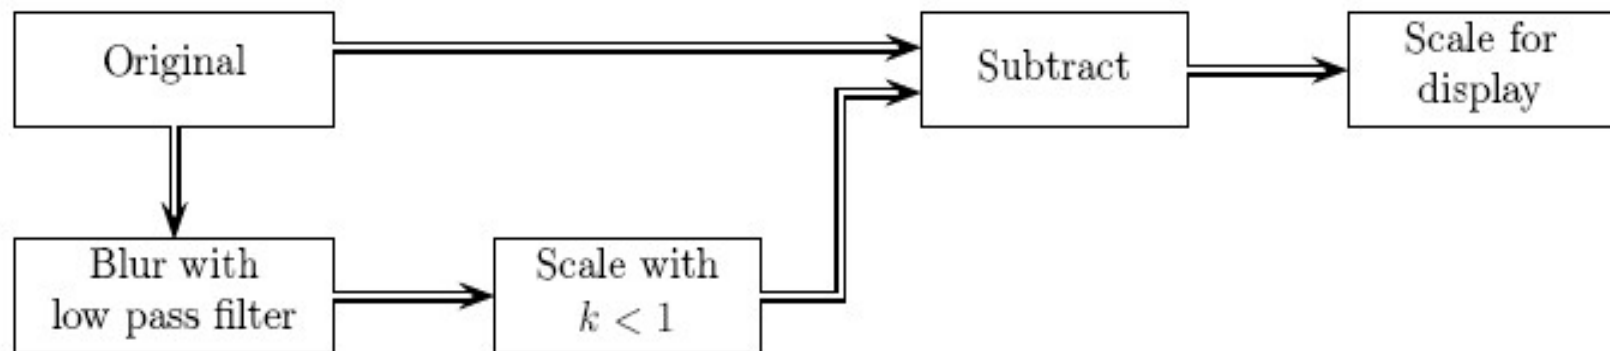 Original
Subtract
Scale for
display
Blur with
low pass filter
Scale with
k < 1